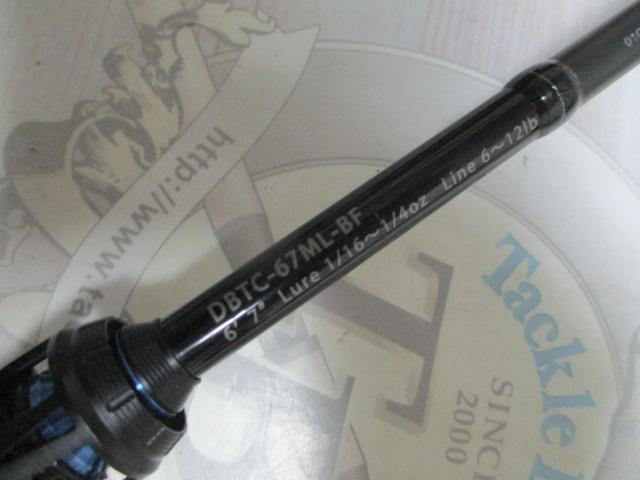 DBTC-67ML-BF
6' 7" Lure 1/16～1/4oz Line 6～12lb
010
http://www.ta
Tackle
SINC
2000